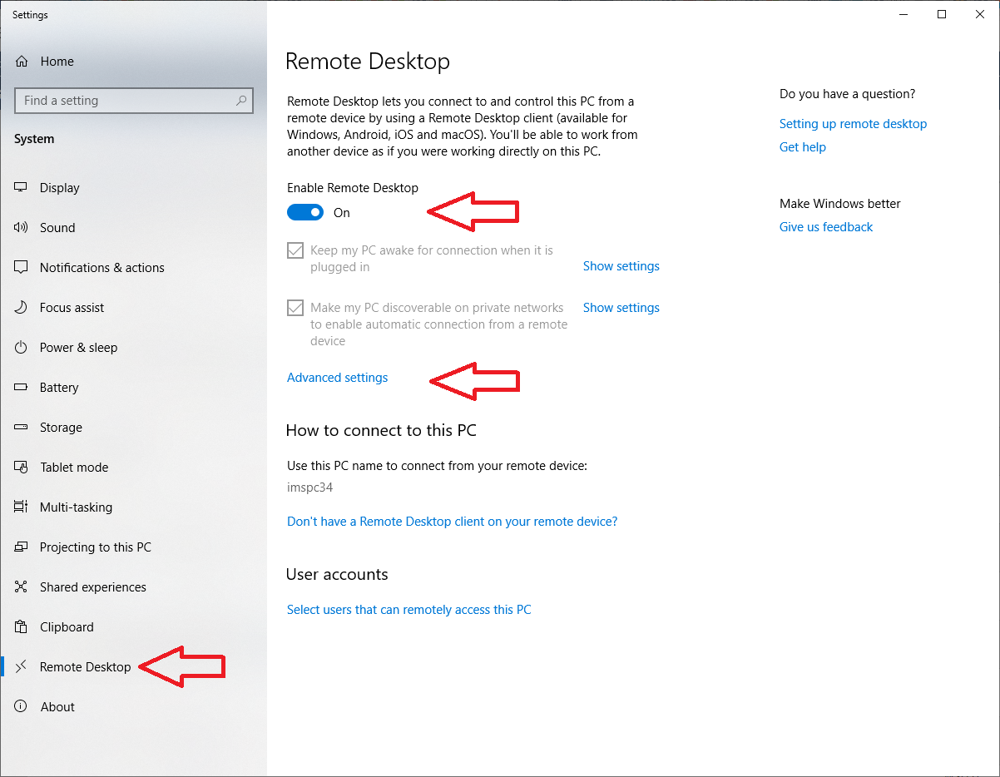 Settings
Home
Find a setting
System
Display
Sound
Notifications & actions
Focus assist
Power & sleep
Battery
Storage
Tablet mode
Multi-tasking
Projecting to this PC
Shared experiences
Clipboard
Remote Desktop
About
Remote Desktop
Remote Desktop lets you connect to and control this PC from a
remote device by using a Remote Desktop client (available for
Windows, Android, iOS and macOS). You'll be able to work from
another device as if you were working directly on this PC.
Enable Remote Desktop
On
Keep my PC awake for connection when it is
plugged in
Show settings
Make my PC discoverable on private networks
to enable automatic connection from a remote
device
Show settings
Advanced settings
How to connect to this PC
Use this PC name to connect from your remote device:
imspc34
Don't have a Remote Desktop client on your remote device?
User accounts
Select users that can remotely access this PC
Do you have a question?
Setting up remote desktop
Get help
Make Windows better
Give us feedback